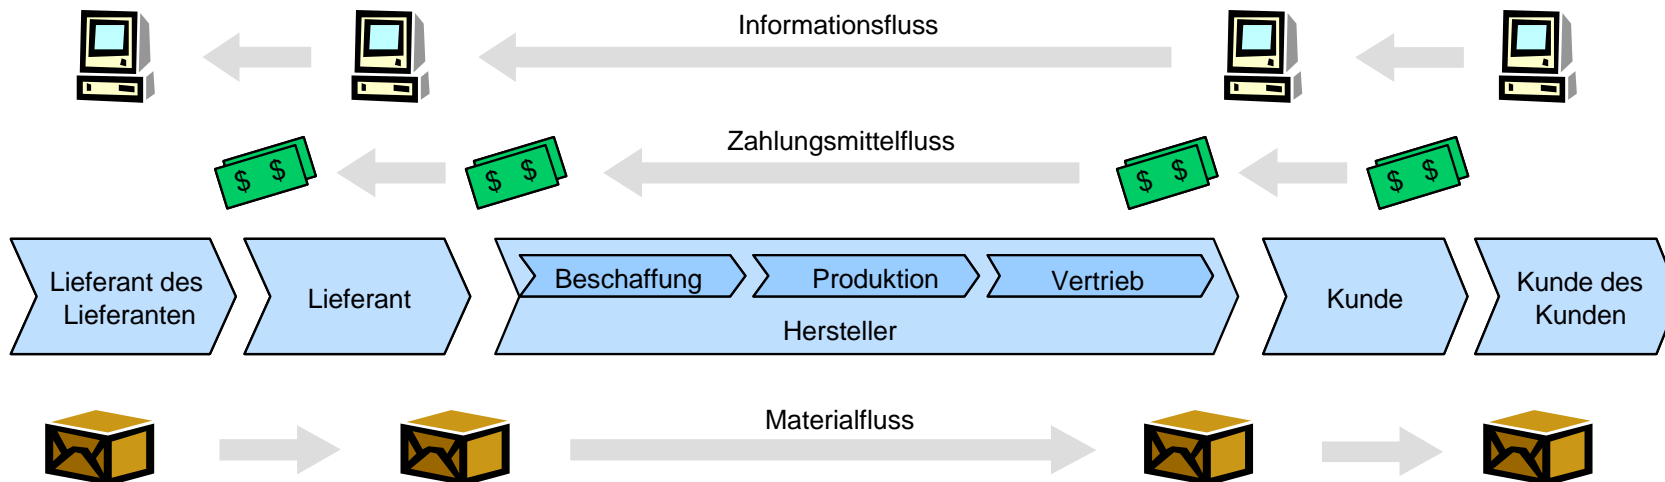 Informationsfluss
Zahlungsmittelfluss
$ $
$ $
$ $
$ $
Lieferant des
Lieferanten
Lieferant
Beschaffung
Produktion
Vertrieb
Hersteller
Kunde
Kunde des
Kunden
Materialfluss